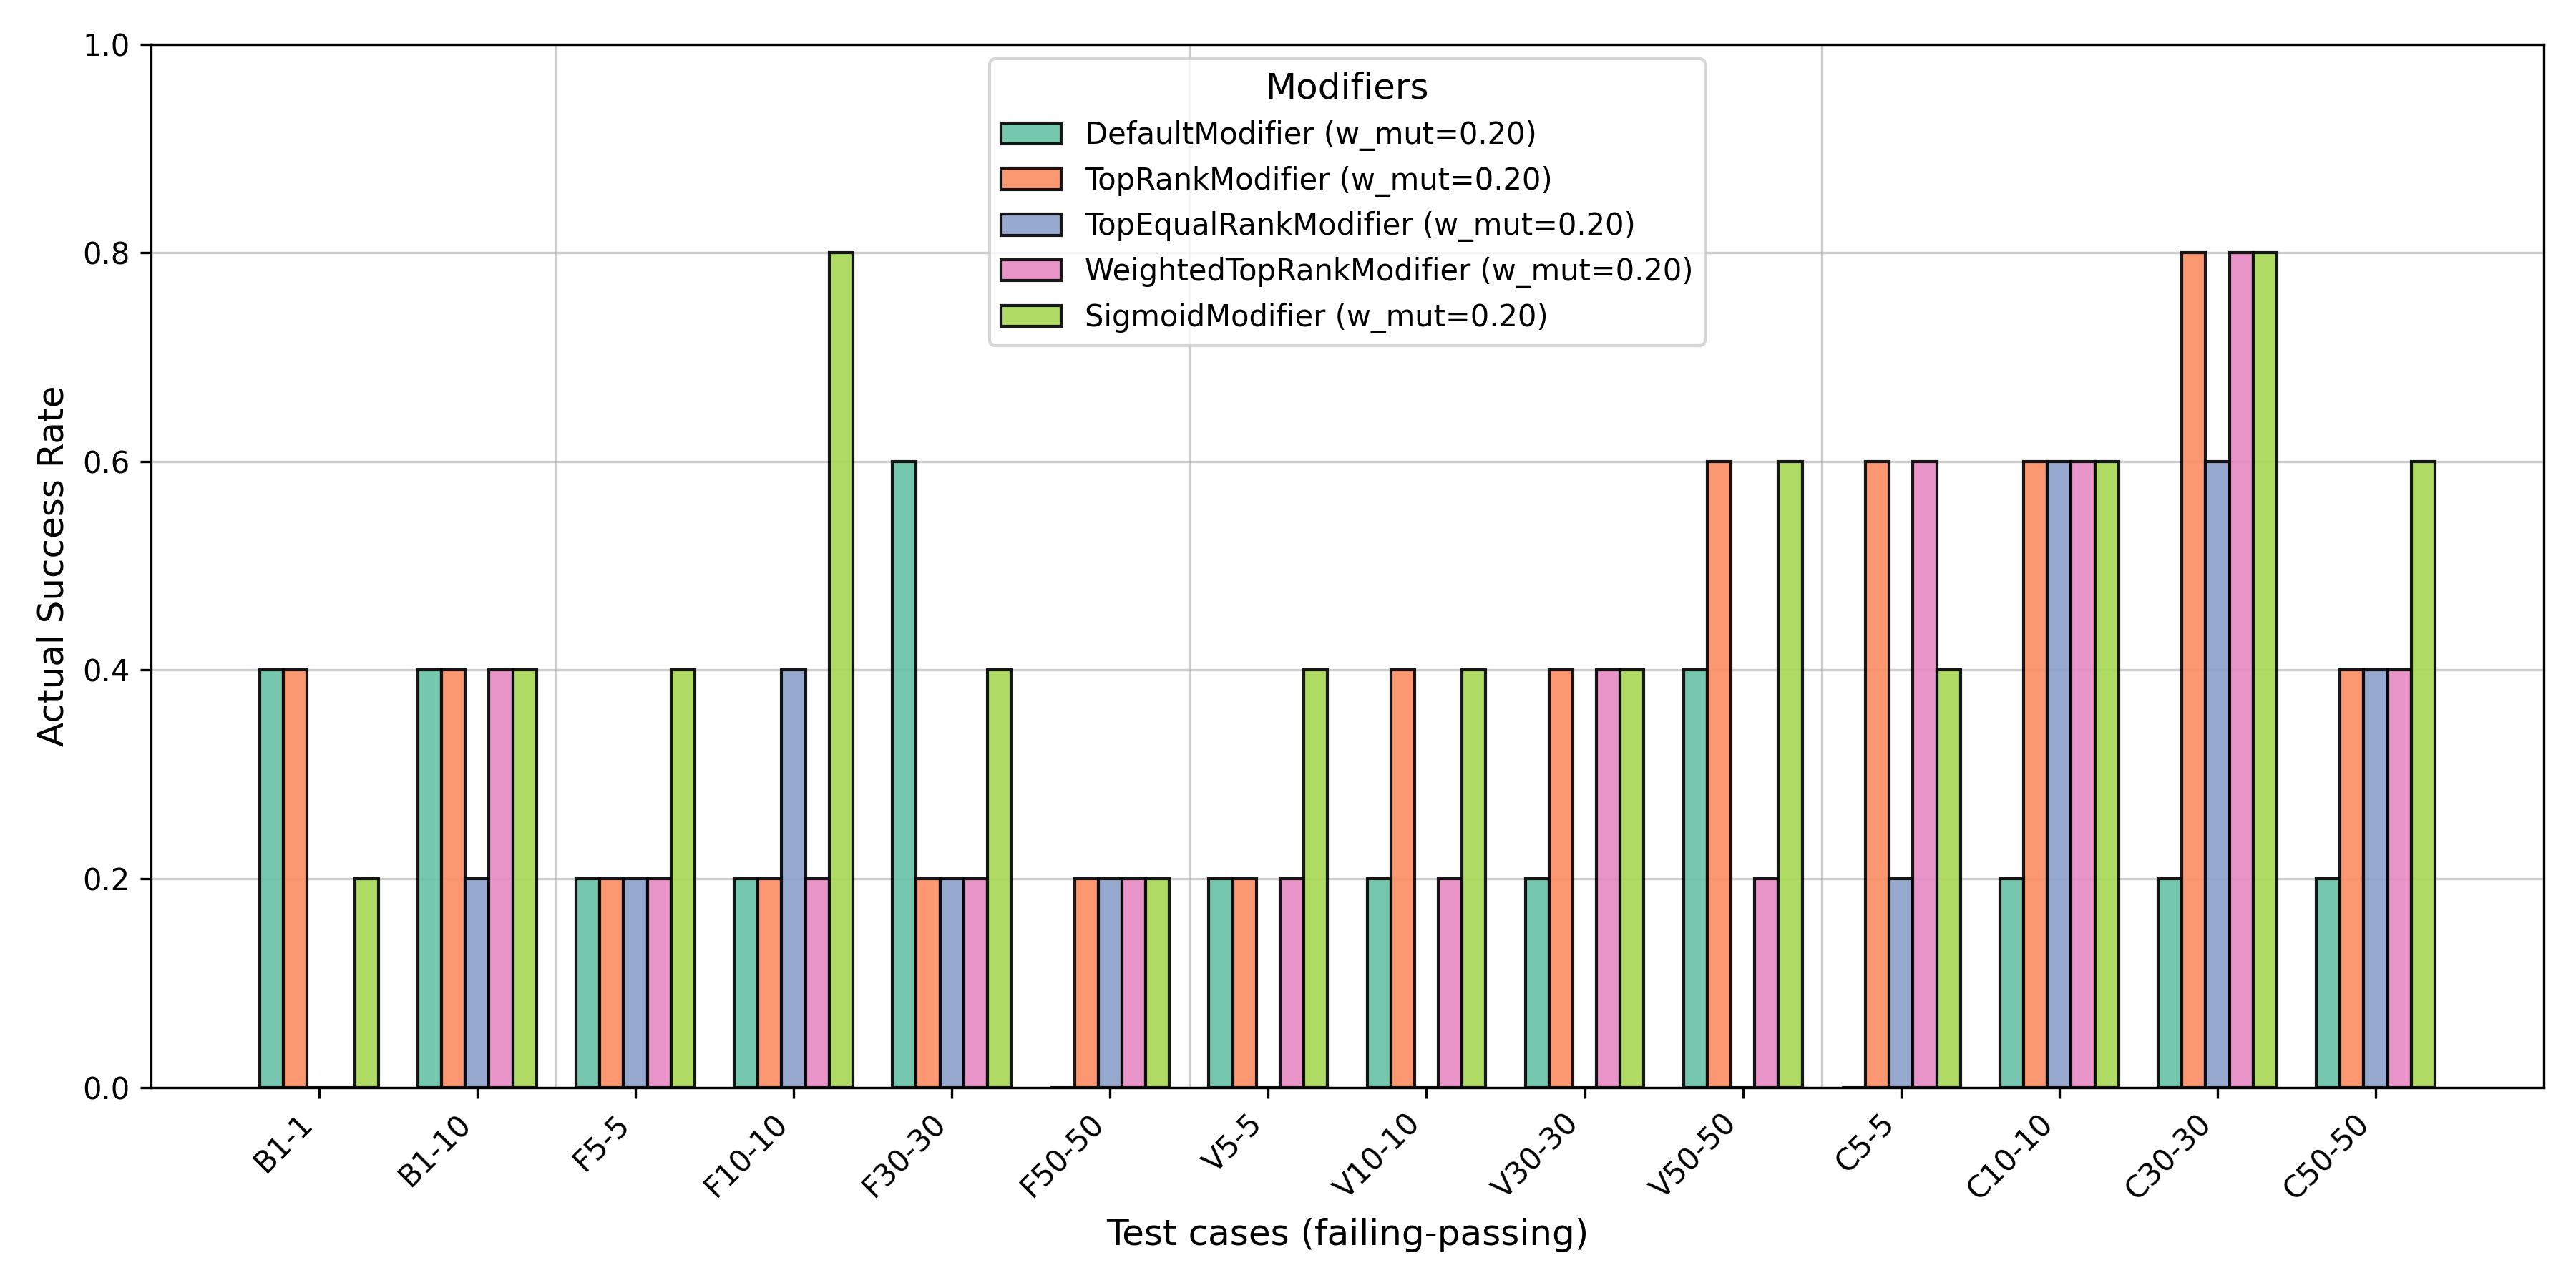 Modifiers
DefaultModifier (w_mut=0.20)
TopRankModifier (w_mut=0.20)
TopEqualRankModifier (w_mut=0.20)
WeightedTopRankModifier (w_mut=0.20)
SigmoidModifier (w_mut=0.20)
Actual Success Rate
1.0
0.8
0.6
0.4
0.2
0.0
B1-1
B1-10
F5-5
F10-10
F30-30
F50-50
V5-5
V10-10
V30-30
V50-50
C5-5
C10-10
C30-30
C50-50
Test cases (failing-passing)